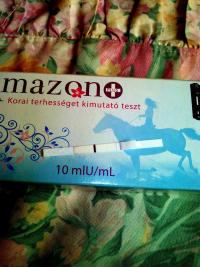 mazon
+ Korai terhességet kimutató teszt
10 mIU/mL